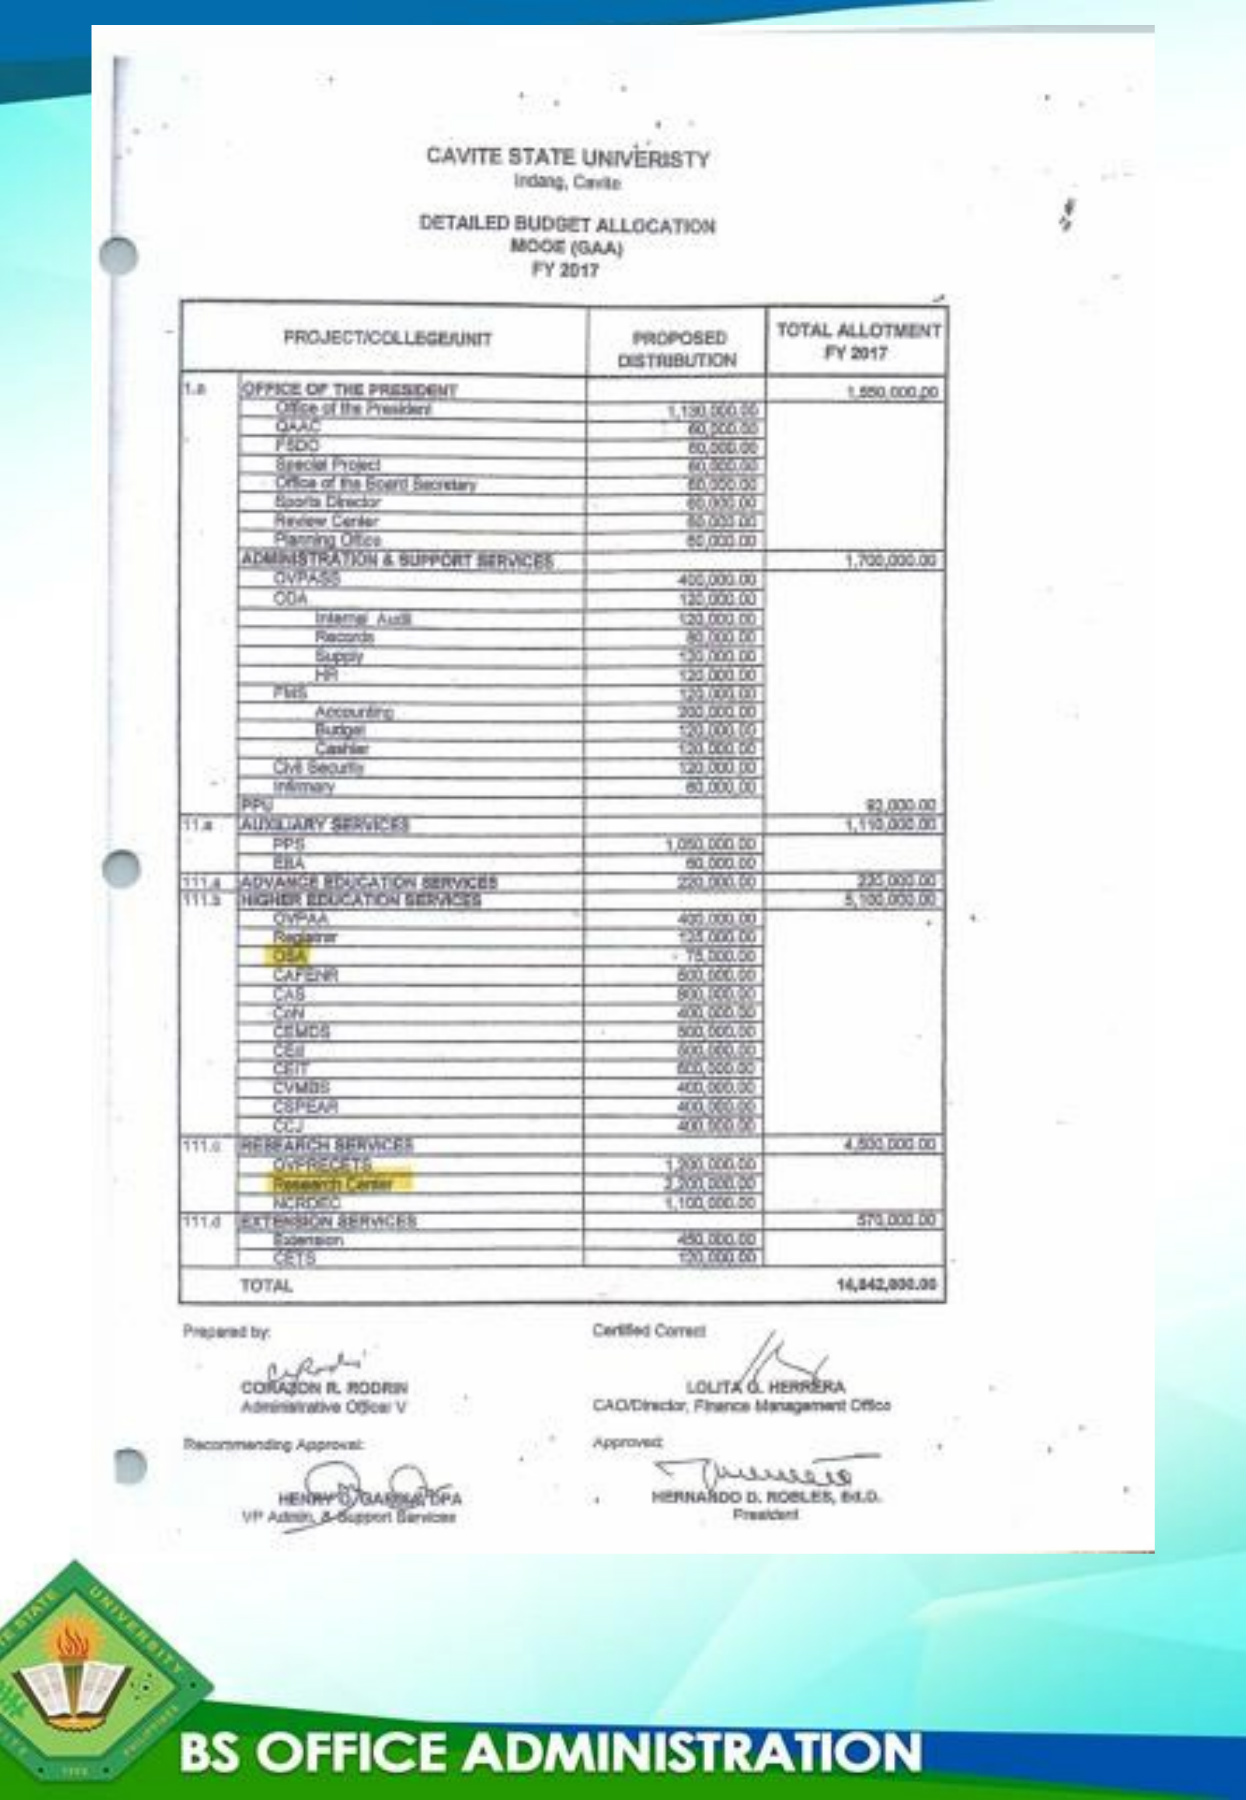 CAVITE STATE UNIVERISTY
Indang, Cavite
DETAILED BUDGET ALLOCATION
MOOE (GAA)
FY 2017
PROJECT/COLLEGE/UNIT PROPOSED DISTRIBUTION TOTAL ALLOTMENT FY 2017
1.a OFFICE OF THE PRESIDENT 1,550,000.00
Office of the President 1,130,000.00
QAAC 60,000.00
FSDC 60,000.00
Special Project 60,000.00
Office of the Board Secretary 60,000.00
Sports Director 60,000.00
Review Center 60,000.00
Planning Office 60,000.00
ADMINISTRATION & SUPPORT SERVICES 1,700,000.00
OVPASS 400,000.00
ODA 120,000.00
Internal Audit 120,000.00
Records 80,000.00
Supply 120,000.00
HR 120,000.00
FMS 120,000.00
Accounting 200,000.00
Budget 120,000.00
Cashier 120,000.00
Civil Security 120,000.00
Infirmary 60,000.00
PPU 92,000.00
11.a AUXILIARY SERVICES 1,110,000.00
PPS 1,050,000.00
EBA 60,000.00
111.a ADVANCE EDUCATION SERVICES 220,000.00 220,000.00
111.b HIGHER EDUCATION SERVICES 5,100,000.00
OVPAA 400,000.00
Registrar 125,000.00
OSA 75,000.00
CAFENR 500,000.00
CAS 800,000.00
CoN 400,000.00
CEMDS 500,000.00
CEd 500,000.00
CEIT 600,000.00
CVMBS 400,000.00
CSPEAR 400,000.00
CCJ 400,000.00
111.c RESEARCH SERVICES 4,500,000.00
OVPRECETS 1,200,000.00
Research Center 2,200,000.00
NCRDEC 1,100,000.00
111.d EXTENSION SERVICES 570,000.00
Extension 450,000.00
CETS 120,000.00
TOTAL 14,842,000.00
Prepared by: Certified Correct
CORAZON R. RODRIN LOLITA G. HERRERA
Administrative Officer V CAO/Director, Finance Management Office
Recommending Approval: Approved:
HENRY O. DPA HERNANDO D. ROBLES, Ed.D.
VP Admin. & Support Services President
STATE UNIVERSITY PHILIPPINES
BS OFFICE ADMINISTRATION